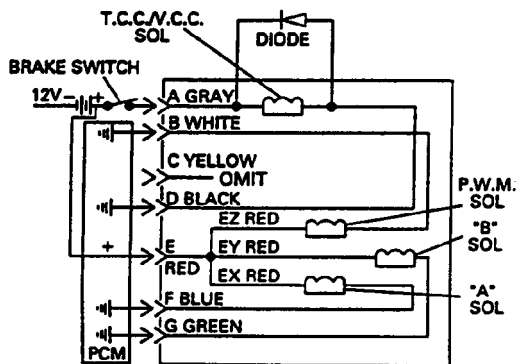 T.C.C./V.C.C.
SOL
DIODE
BRAKE SWITCH
12V - +
A GRAY
B WHITE
C YELLOW
OMIT
D BLACK
P.W.M.
SOL
EZ RED
"B"
SOL
+
E
RED
EY RED
EX RED
"A"
SOL
F BLUE
G GREEN
PCM